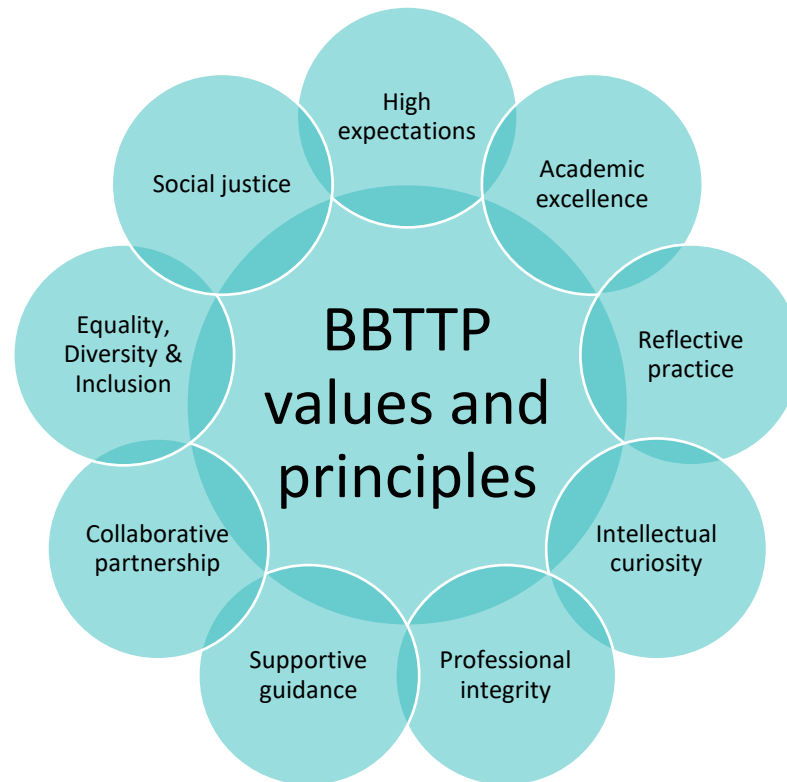 High
expectations
Academic
excellence
Reflective
practice
Intellectual
curiosity
Professional
integrity
Supportive
guidance
Collaborative
partnership
Equality,
Diversity &
Inclusion
Social justice
BBTTP
values and
principles